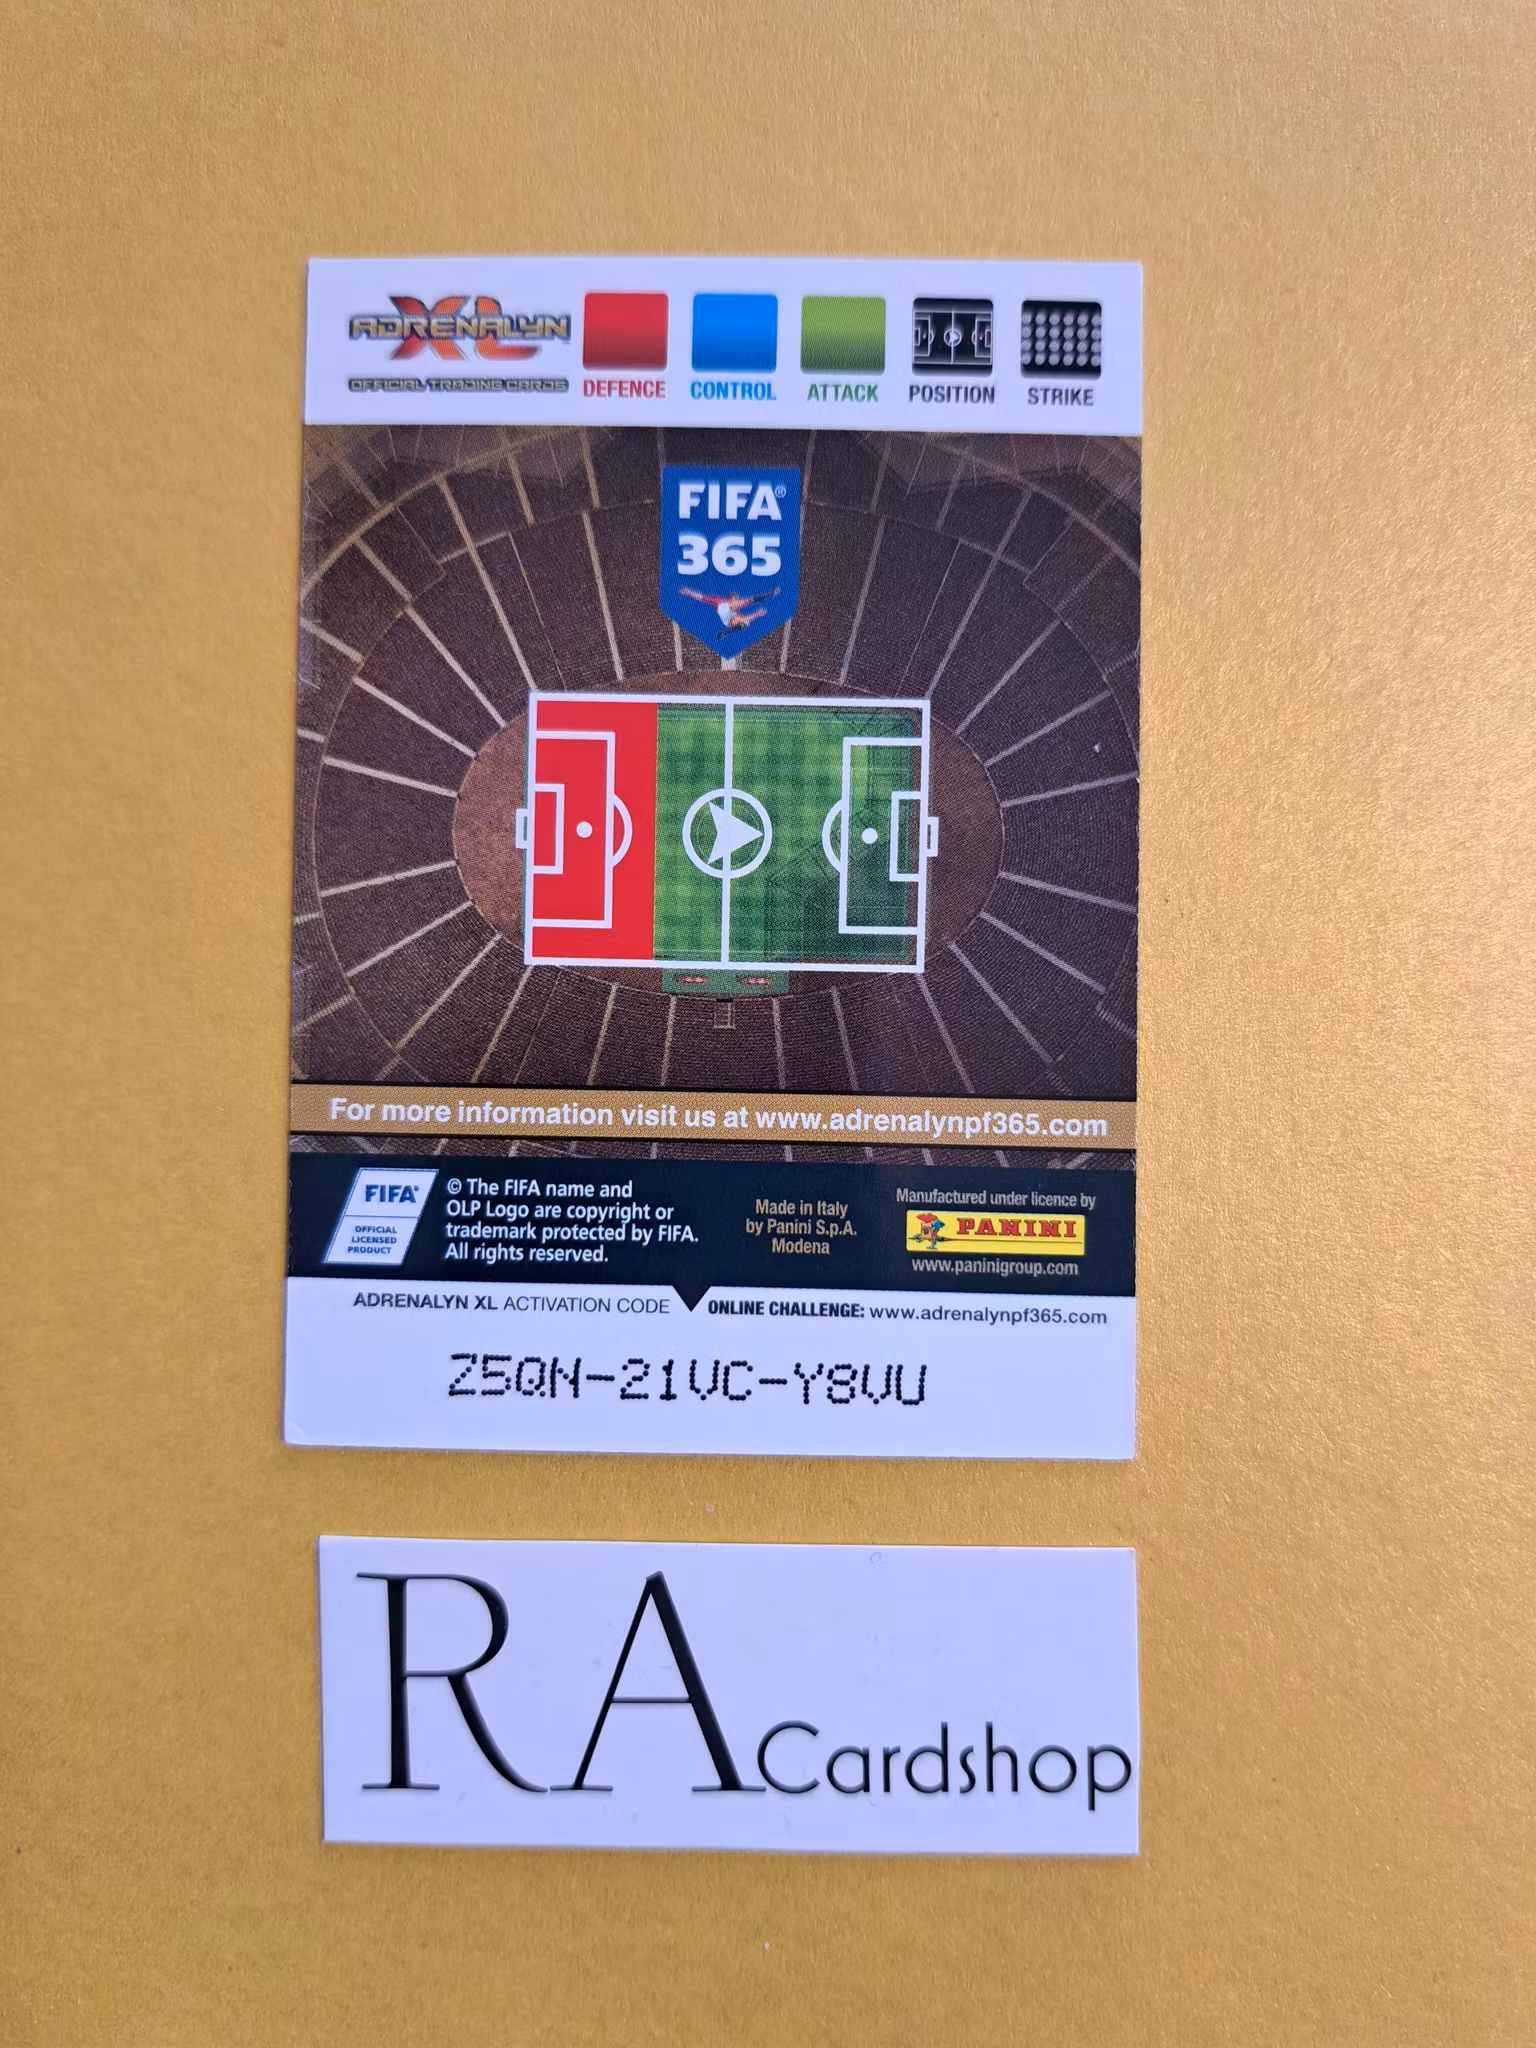 ADRENALYN XL
OFFICIAL TRADING CARDS
DEFENCE
CONTROL
ATTACK
POSITION
STRIKE
FIFA®
365
For more information visit us at www.adrenalynpf365.com
FIFA®
OFFICIAL
LICENSED
PRODUCT
© The FIFA name and
OLP Logo are copyright or
trademark protected by FIFA.
All rights reserved.
Made in Italy
by Panini S.p.A.
Modena
Manufactured under licence by
PANINI
www.paninigroup.com
ADRENALYN XL ACTIVATION CODE
ONLINE CHALLENGE: www.adrenalynpf365.com
Z5QN-21VC-Y8VU
RA Cardshop